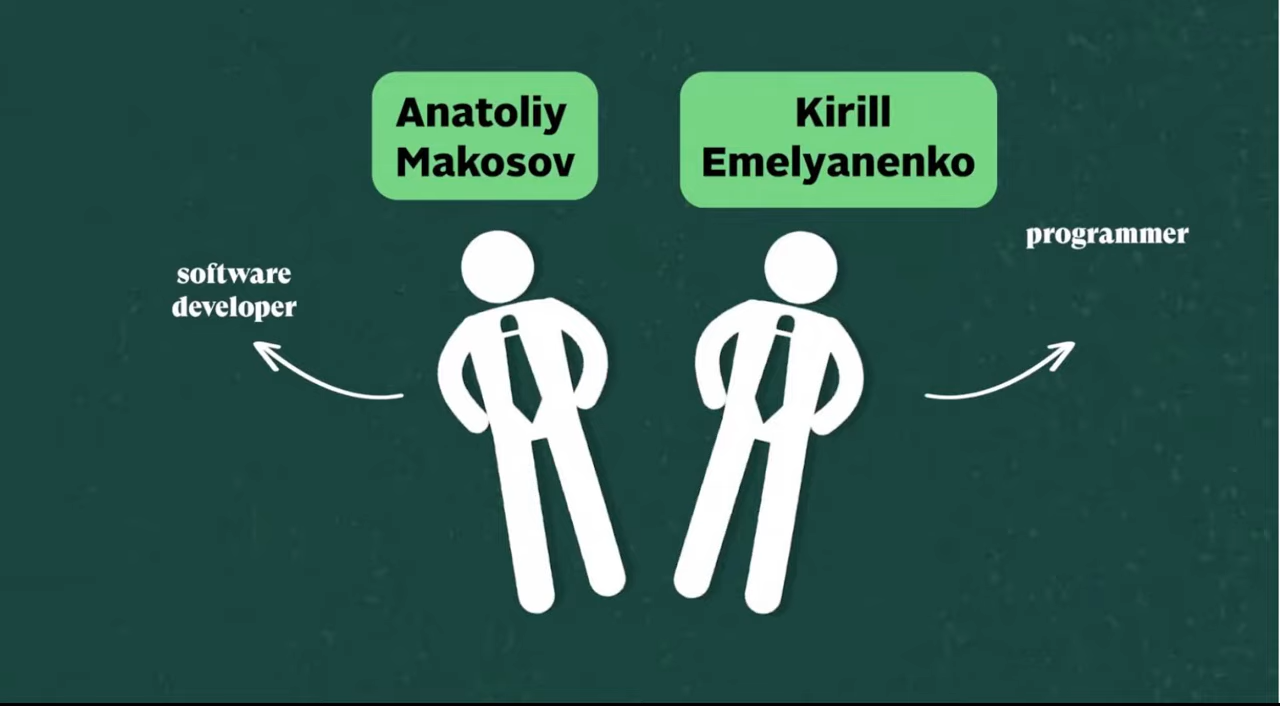 Anatoliy
Makosov
Kirill
Emelyanenko
programmer
software
developer